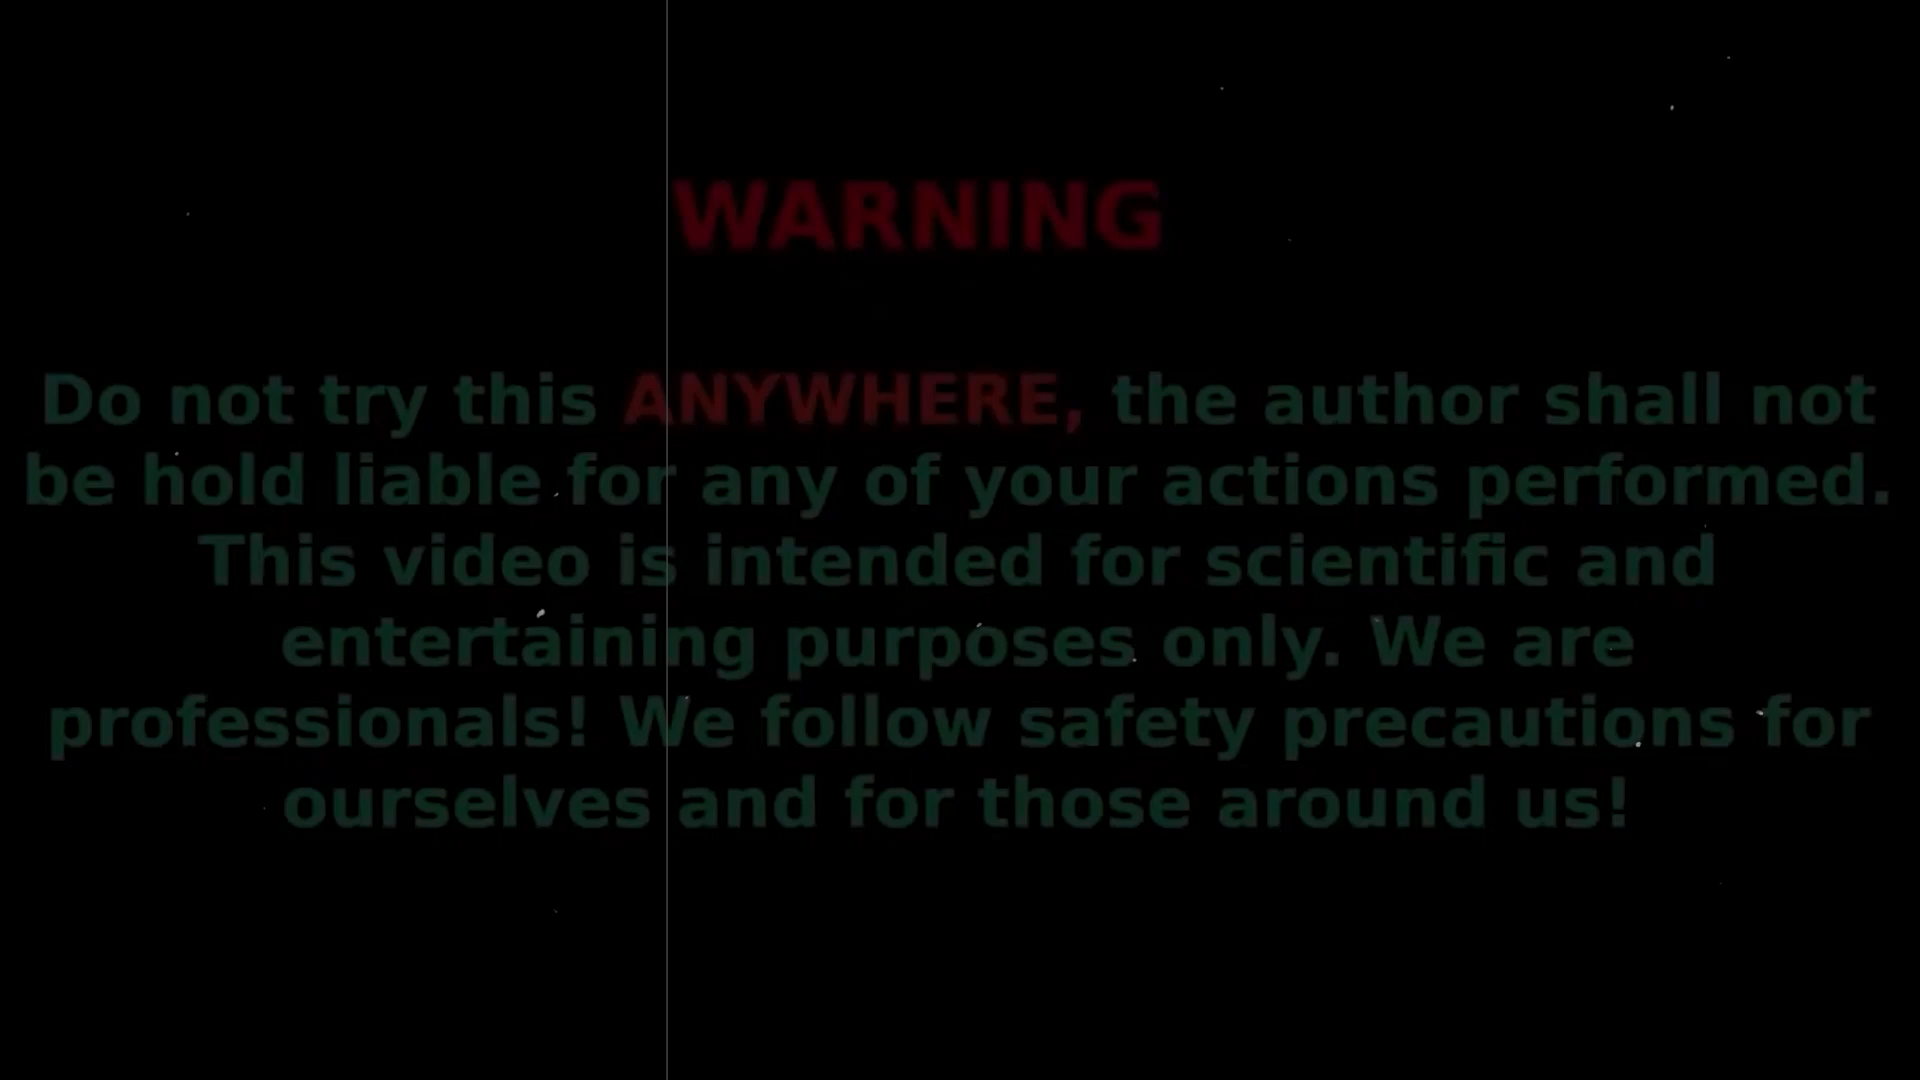 WARNING
Do not try this ANYWHERE, the author shall not
be hold liable for any of your actions performed.
This video is intended for scientific and
entertaining purposes only. We are
professionals! We follow safety precautions for
ourselves and for those around us!